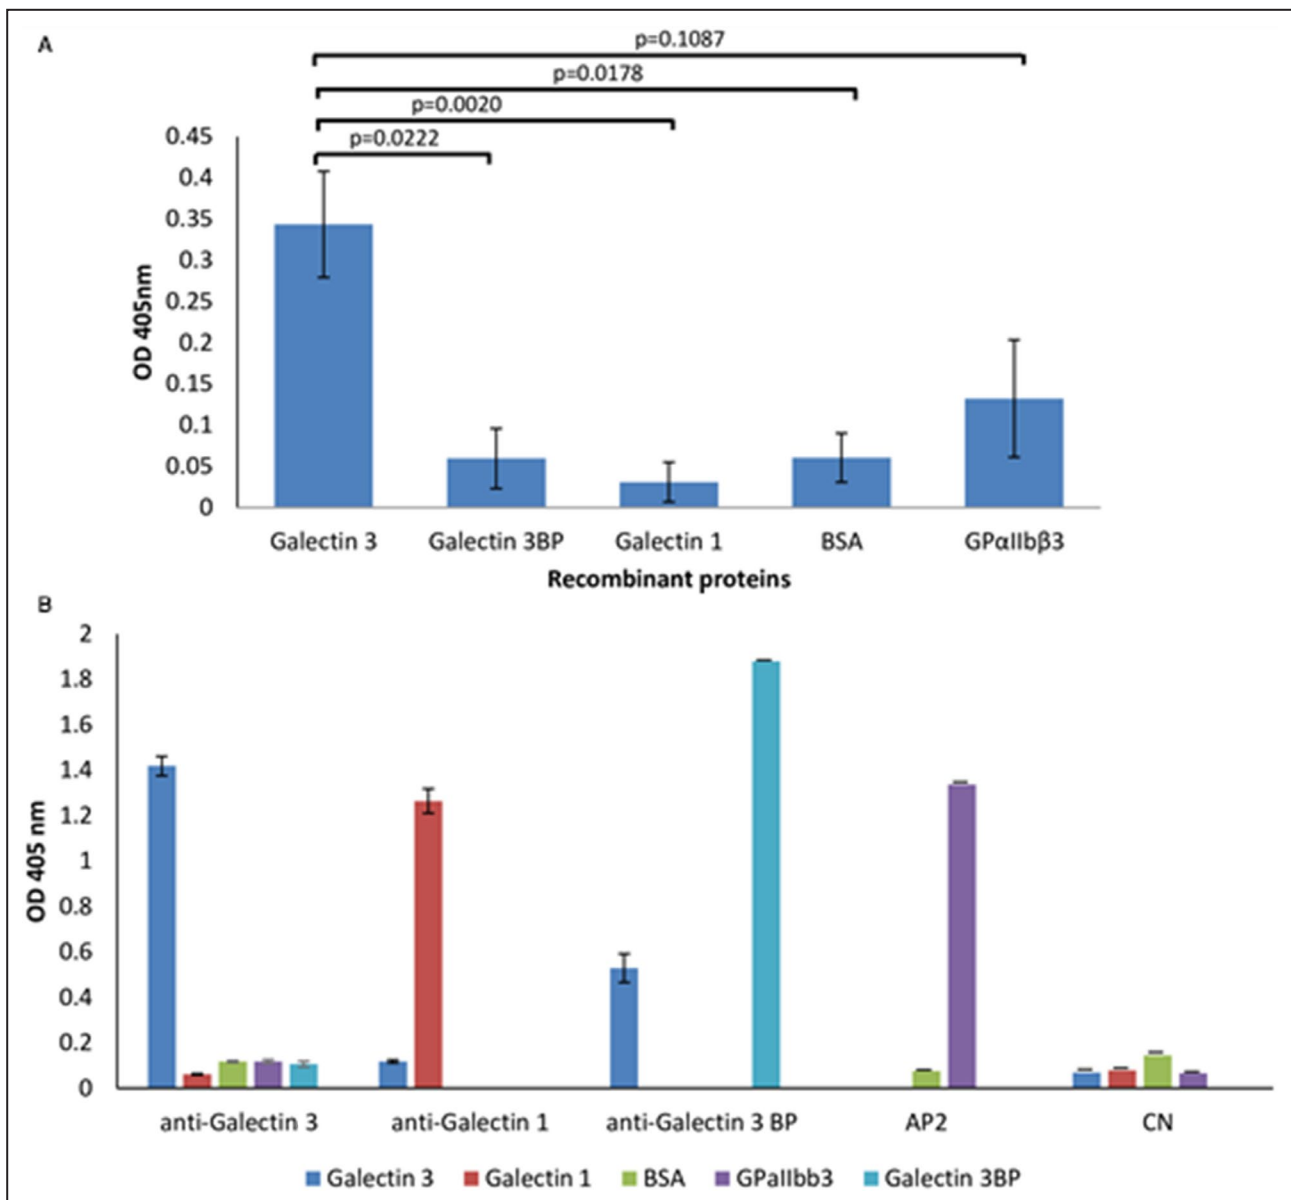 A
p=0.1087
p=0.0178
p=0.0020
p=0.0222
0.45
0.4
0.35
0.3
0.25
0.2
0.15
0.1
0.05
0
OD 405nm
Galectin 3 Galectin 3BP Galectin 1 BSA GPαIIbβ3
Recombinant proteins
B
2
1.8
1.6
1.4
1.2
1
0.8
0.6
0.4
0.2
0
OD 405 nm
anti-Galectin 3 anti-Galectin 1 anti-Galectin 3 BP AP2 CN
Galectin 3 Galectin 1 BSA GPaIIbb3 Galectin 3BP